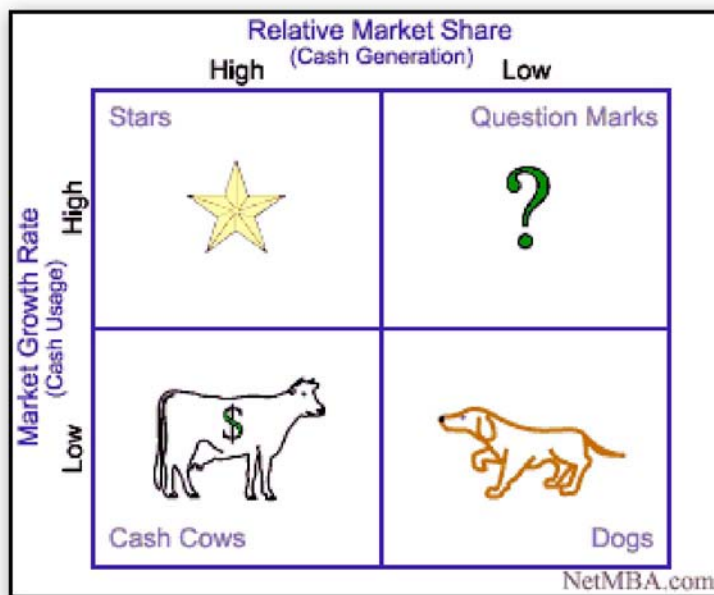 Relative Market Share
(Cash Generation)
High
Low
Stars
Question Marks
?
Market Growth Rate
(Cash Usage)
High
Low
$
Cash Cows
Dogs
NetMBA.com